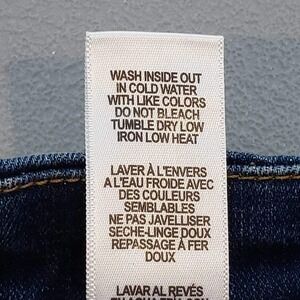 WASH INSIDE OUT
IN COLD WATER
WITH LIKE COLORS
DO NOT BLEACH
TUMBLE DRY LOW
IRON LOW HEAT
LAVER À L'ENVERS
A L'EAU FROIDE AVEC
DES COULEURS
SEMBLABLES
NE PAS JAVELLISER
SECHE-LINGE DOUX
REPASSAGE À FER
DOUX
LAVAR AL REVÉS